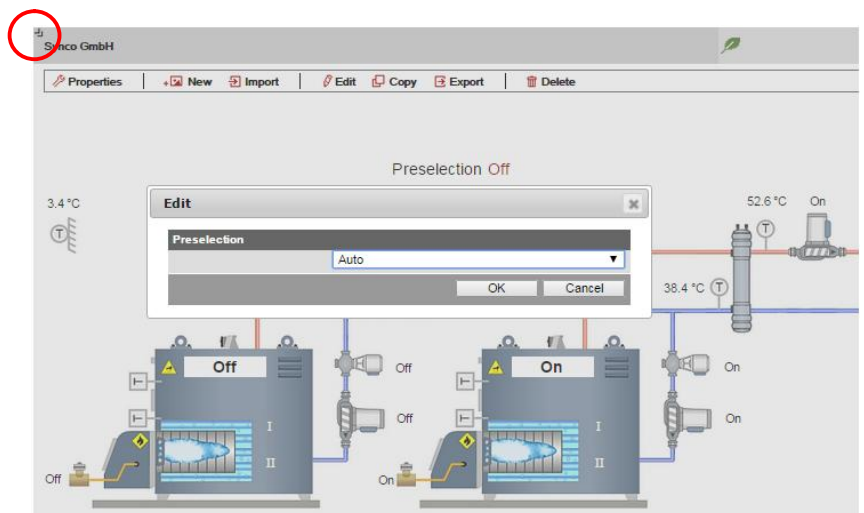 Synco GmbH
Properties New Import Edit Copy Export Delete
Preselection Off
3.4 °C
52.6 °C On
T
T
Edit
Preselection
Auto
OK Cancel
38.4 °C T
Off
On
Off
On
T
T
I
I
Off
On
T
T
II
II
Off
On